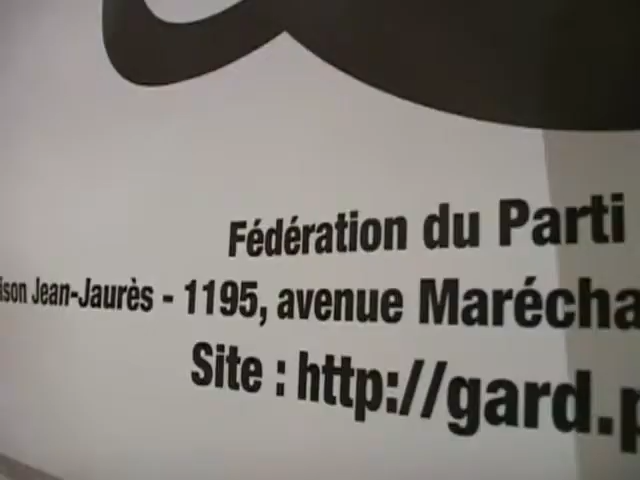 Fédération du Parti
ison Jean-Jaurès - 1195, avenue Marécha
Site : http://gard.p